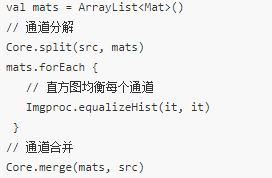 val mats = ArrayList<Mat>()
// 通道分解
Core.split(src, mats)
mats.forEach {
    // 直方图均衡每个通道
    Imgproc.equalizeHist(it, it)
}
// 通道合并
Core.merge(mats, src)